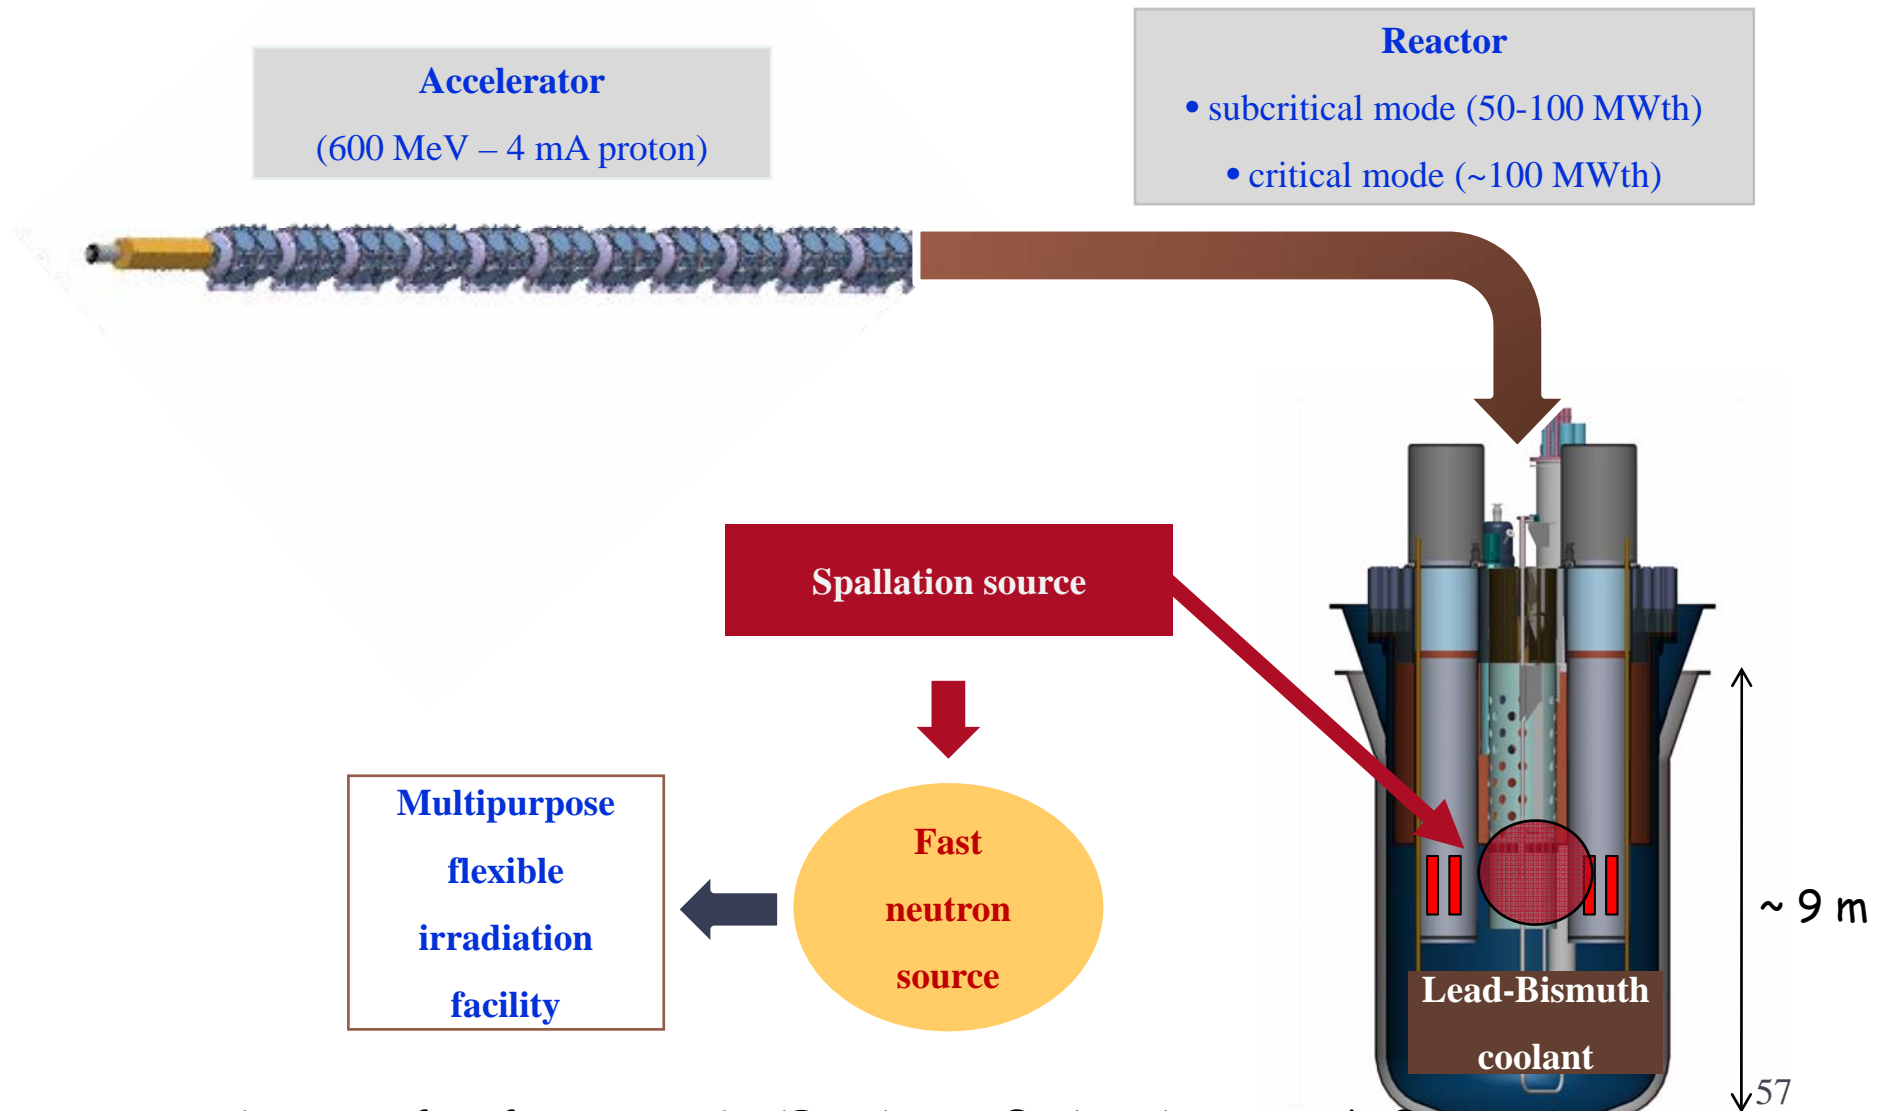 Accelerator
(600 MeV – 4 mA proton)
Reactor
• subcritical mode (50-100 MWth)
• critical mode (~100 MWth)
Spallation source
Multipurpose
flexible
irradiation
facility
Fast
neutron
source
~ 9 m
Lead-Bismuth
coolant
57